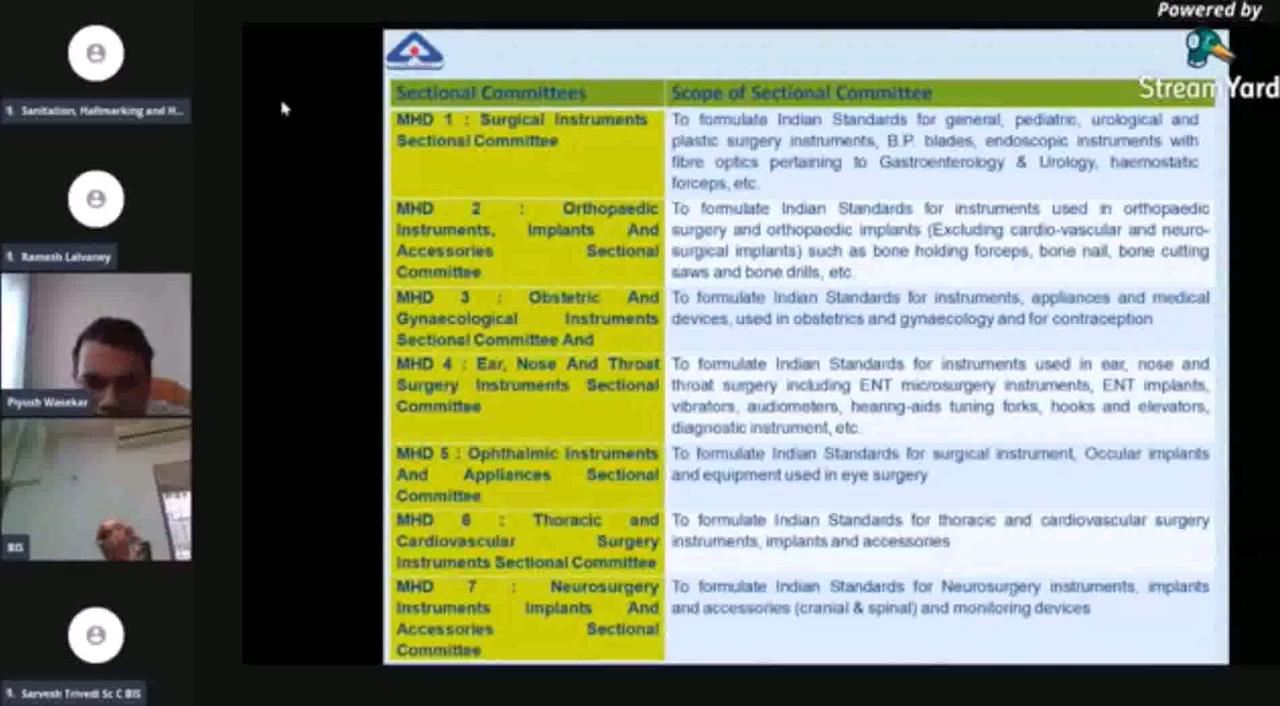 Powered by
StreamYard
Sanitation, Hallmarking and H...
Ramesh Lalvaney
Piyush Wasekar
BIS
Sarvesh Trivedi Sc C BIS
Sectional Committees
Scope of Sectional Committee
MHD 1 : Surgical Instruments
Sectional Committee
To formulate Indian Standards for general, pediatric, urological and
plastic surgery instruments, B.P. blades, endoscopic instruments with
fibre optics pertaining to Gastroenterology & Urology, haemostatic
forceps, etc.
MHD 2 : Orthopaedic
Instruments, Implants And
Accessories Sectional
Committee
To formulate Indian Standards for instruments used in orthopaedic
surgery and orthopaedic implants (Excluding cardio-vascular and neuro-
surgical implants) such as bone holding forceps, bone nail, bone cutting
saws and bone drills, etc.
MHD 3 : Obstetric And
Gynaecological Instruments
Sectional Committee And
To formulate Indian Standards for instruments, appliances and medical
devices, used in obstetrics and gynaecology and for contraception
MHD 4 : Ear, Nose And Throat
Surgery Instruments Sectional
Committee
To formulate Indian Standards for instruments used in ear, nose and
throat surgery including ENT microsurgery instruments, ENT implants,
vibrators, audiometers, hearing-aids tuning forks, hooks and elevators,
diagnostic instrument, etc.
MHD 5 : Ophthalmic Instruments
And Appliances Sectional
Committee
To formulate Indian Standards for surgical instrument, Occular implants
and equipment used in eye surgery
MHD 6 : Thoracic and
Cardiovascular Surgery
Instruments Sectional Committee
To formulate Indian Standards for thoracic and cardiovascular surgery
instruments, implants and accessories
MHD 7 : Neurosurgery
Instruments Implants And
Accessories Sectional
Committee
To formulate Indian Standards for Neurosurgery instruments, implants
and accessories (cranial & spinal) and monitoring devices